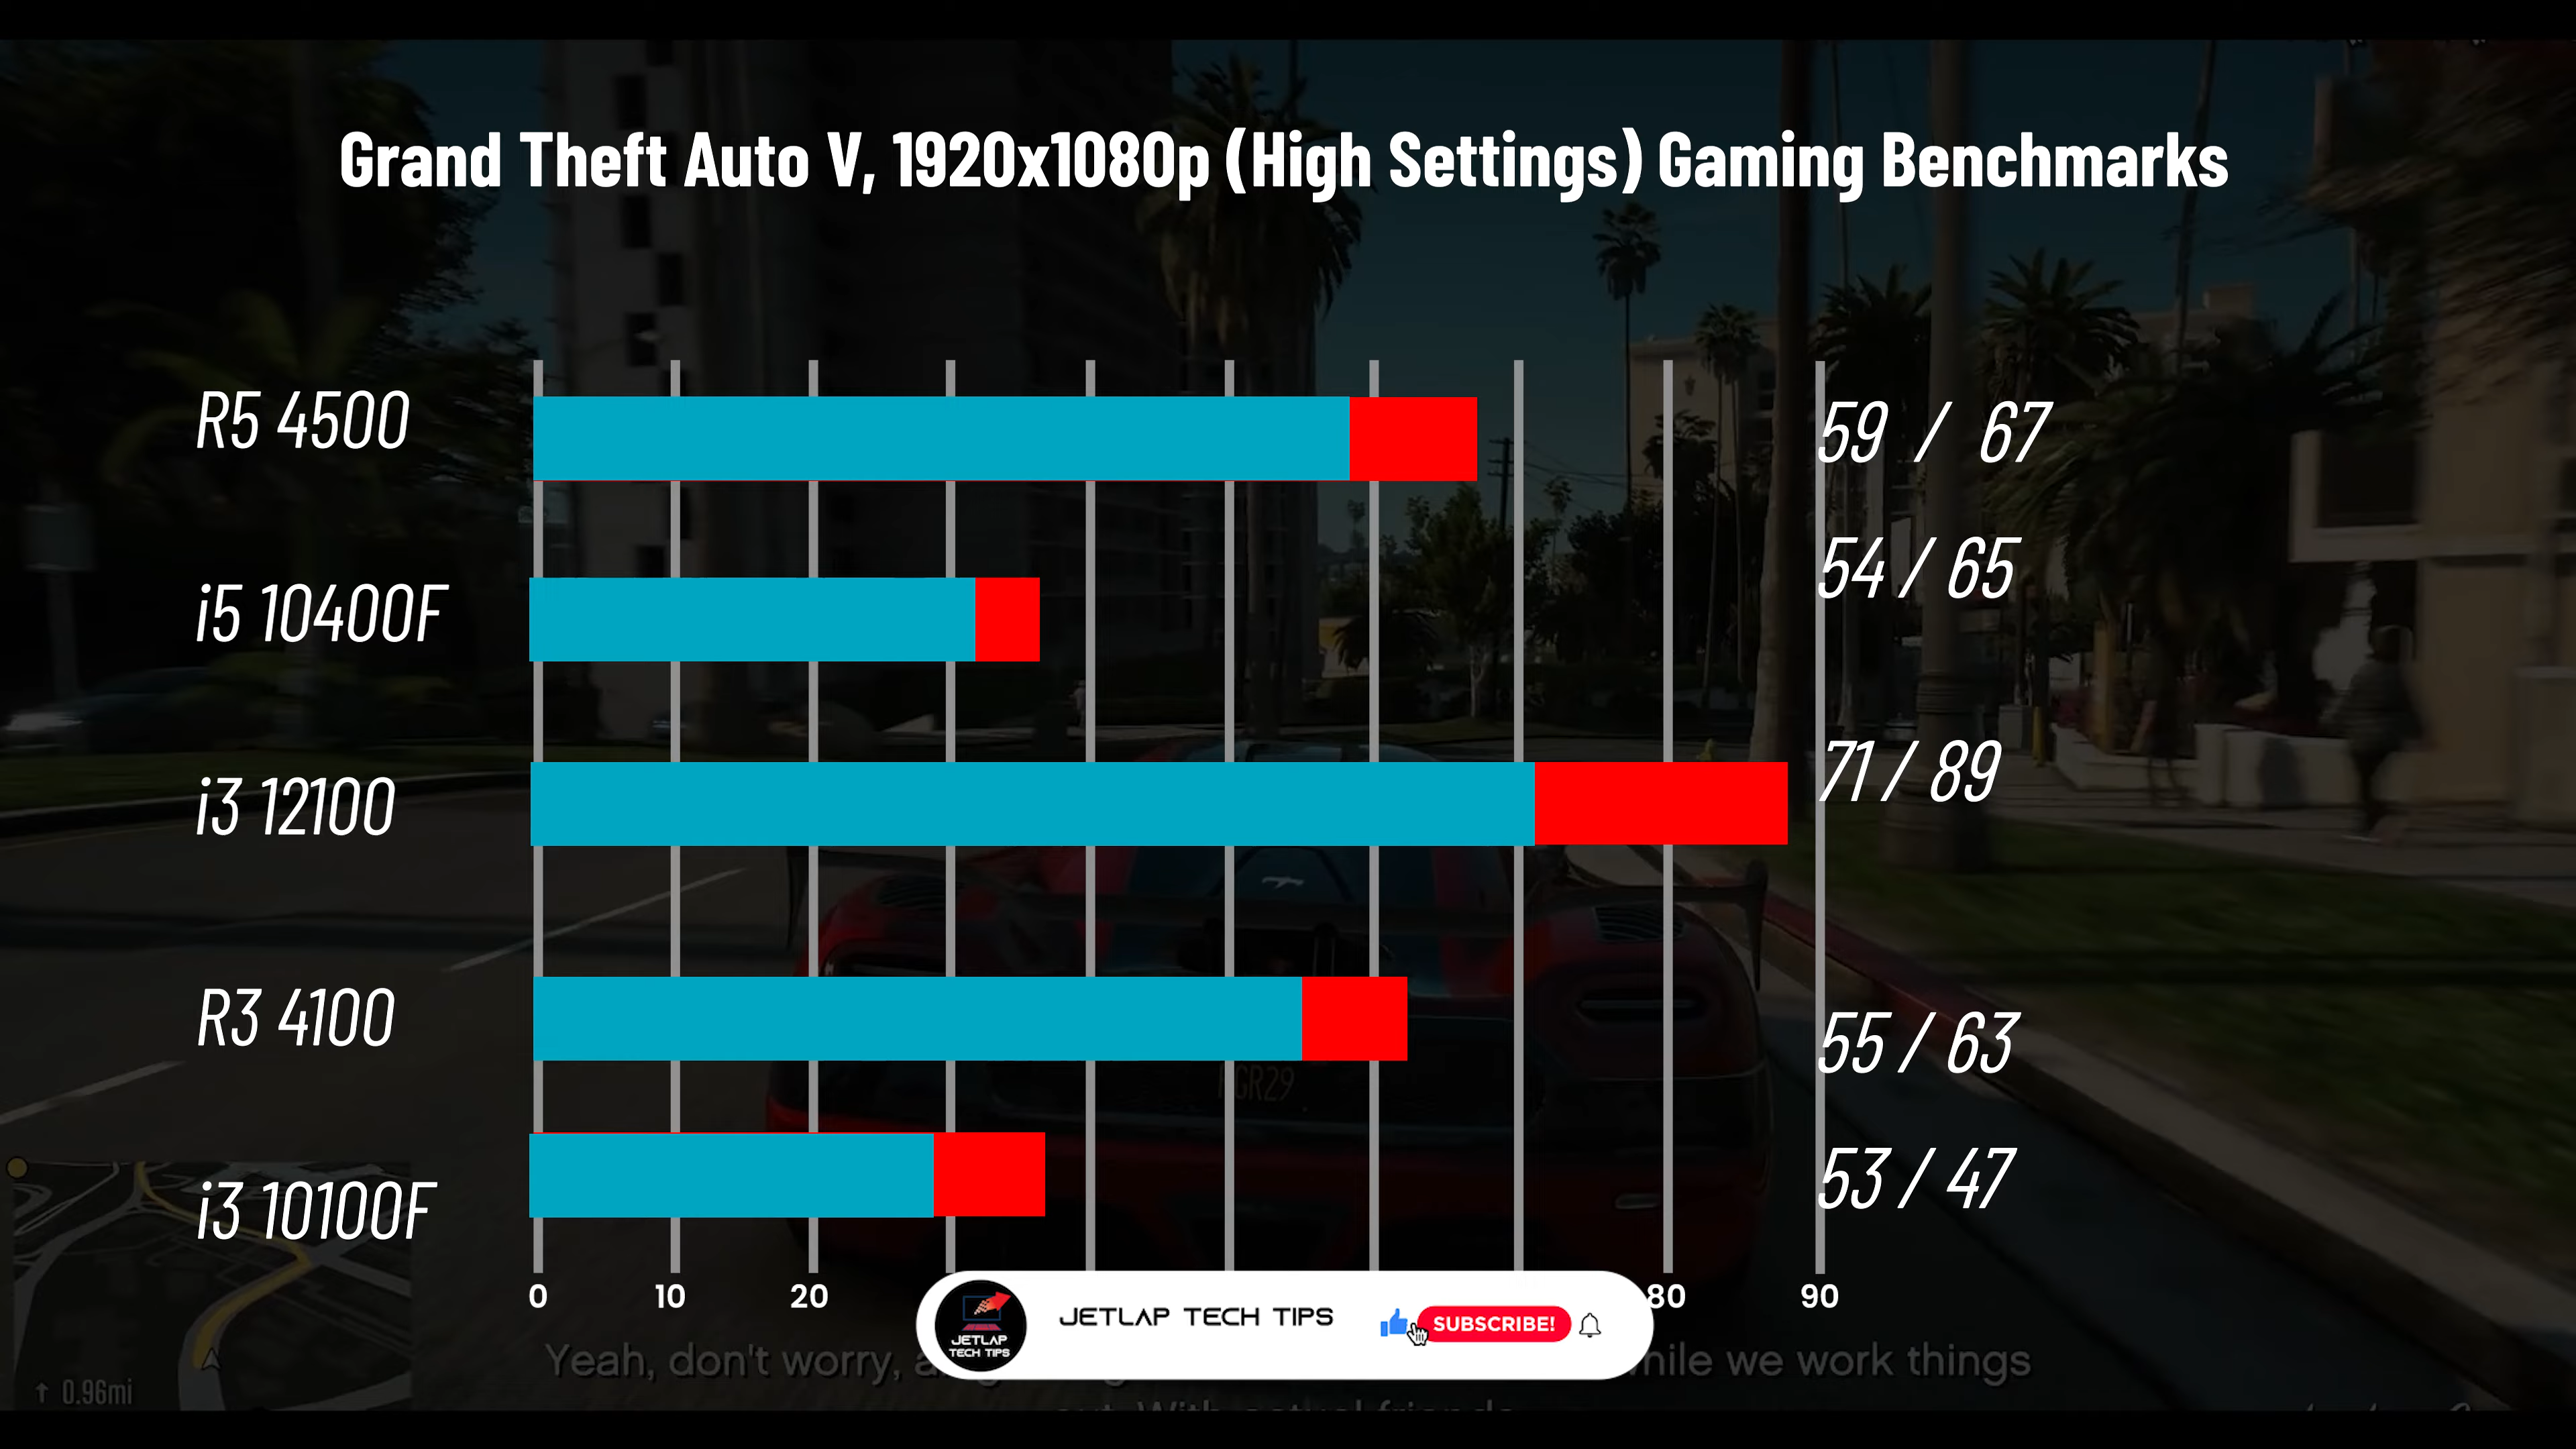 Grand Theft Auto V, 1920x1080p (High Settings) Gaming Benchmarks
R5 4500
59 / 67
i5 10400F
54 / 65
i3 12100
71 / 89
R3 4100
55 / 63
GR29
i3 10100F
53 / 47
0 10 20 80 90
JETLAP TECH TIPS
SUBSCRIBE!
JETLAP
TECH TIPS
Yeah, don't worry, we work things
0.96mi